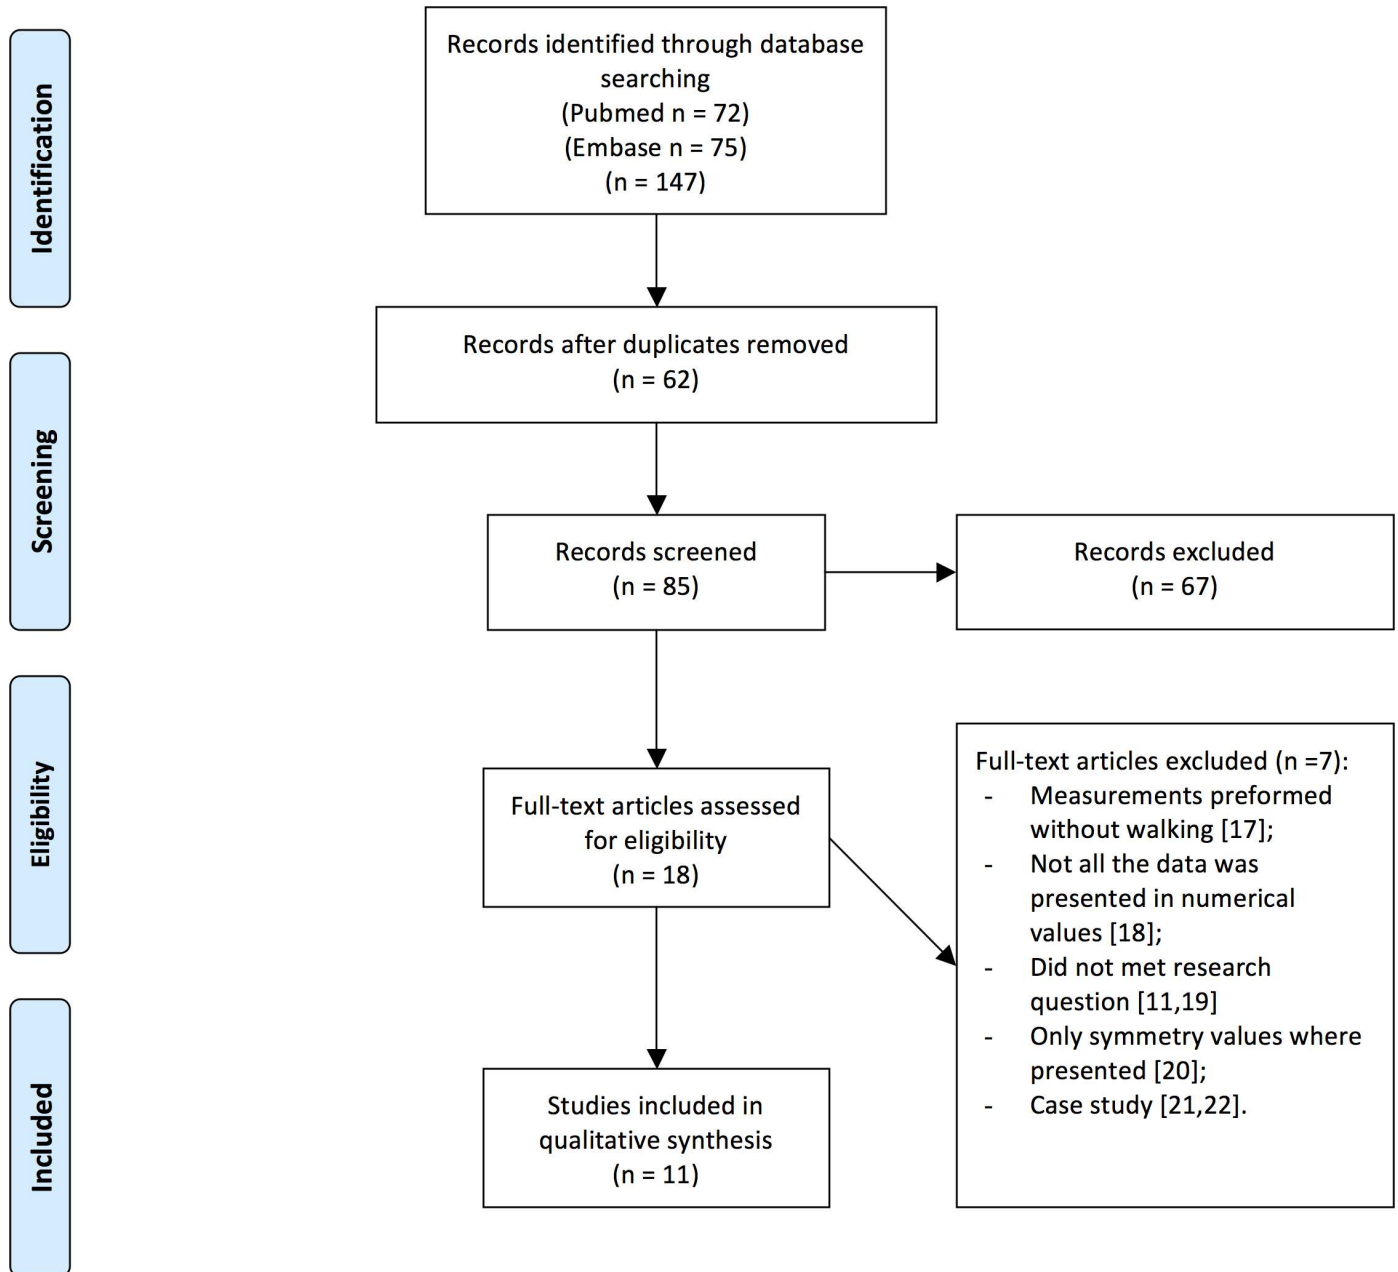 Identification
Records identified through database
searching
(Pubmed n = 72)
(Embase n = 75)
(n = 147)
Records after duplicates removed
(n = 62)
Screening
Records screened
(n = 85)
Records excluded
(n = 67)
Eligibility
Full-text articles assessed
for eligibility
(n = 18)
Full-text articles excluded (n =7):
- Measurements preformed
without walking [17];
- Not all the data was
presented in numerical
values [18];
- Did not met research
question [11,19]
- Only symmetry values where
presented [20];
- Case study [21,22].
Included
Studies included in
qualitative synthesis
(n = 11)